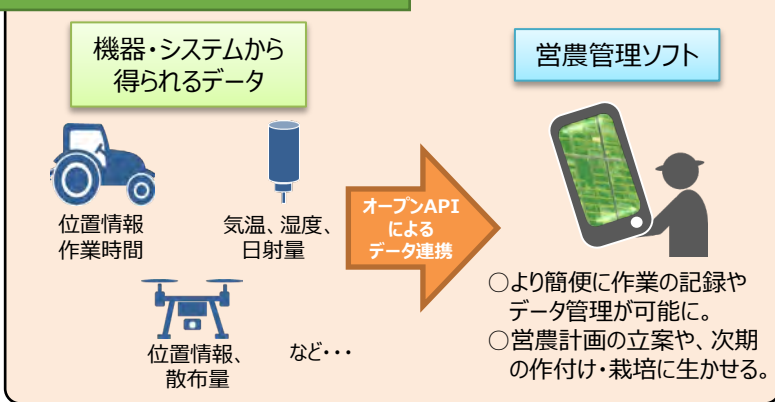 機器・システムから
得られるデータ
営農管理ソフト
位置情報
作業時間
気温、湿度、
日射量
オープンAPI
による
データ連携
位置情報、
散布量
など・・・
○より簡便に作業の記録や
データ管理が可能に。
○営農計画の立案や、次期
の作付け・栽培に生かせる。